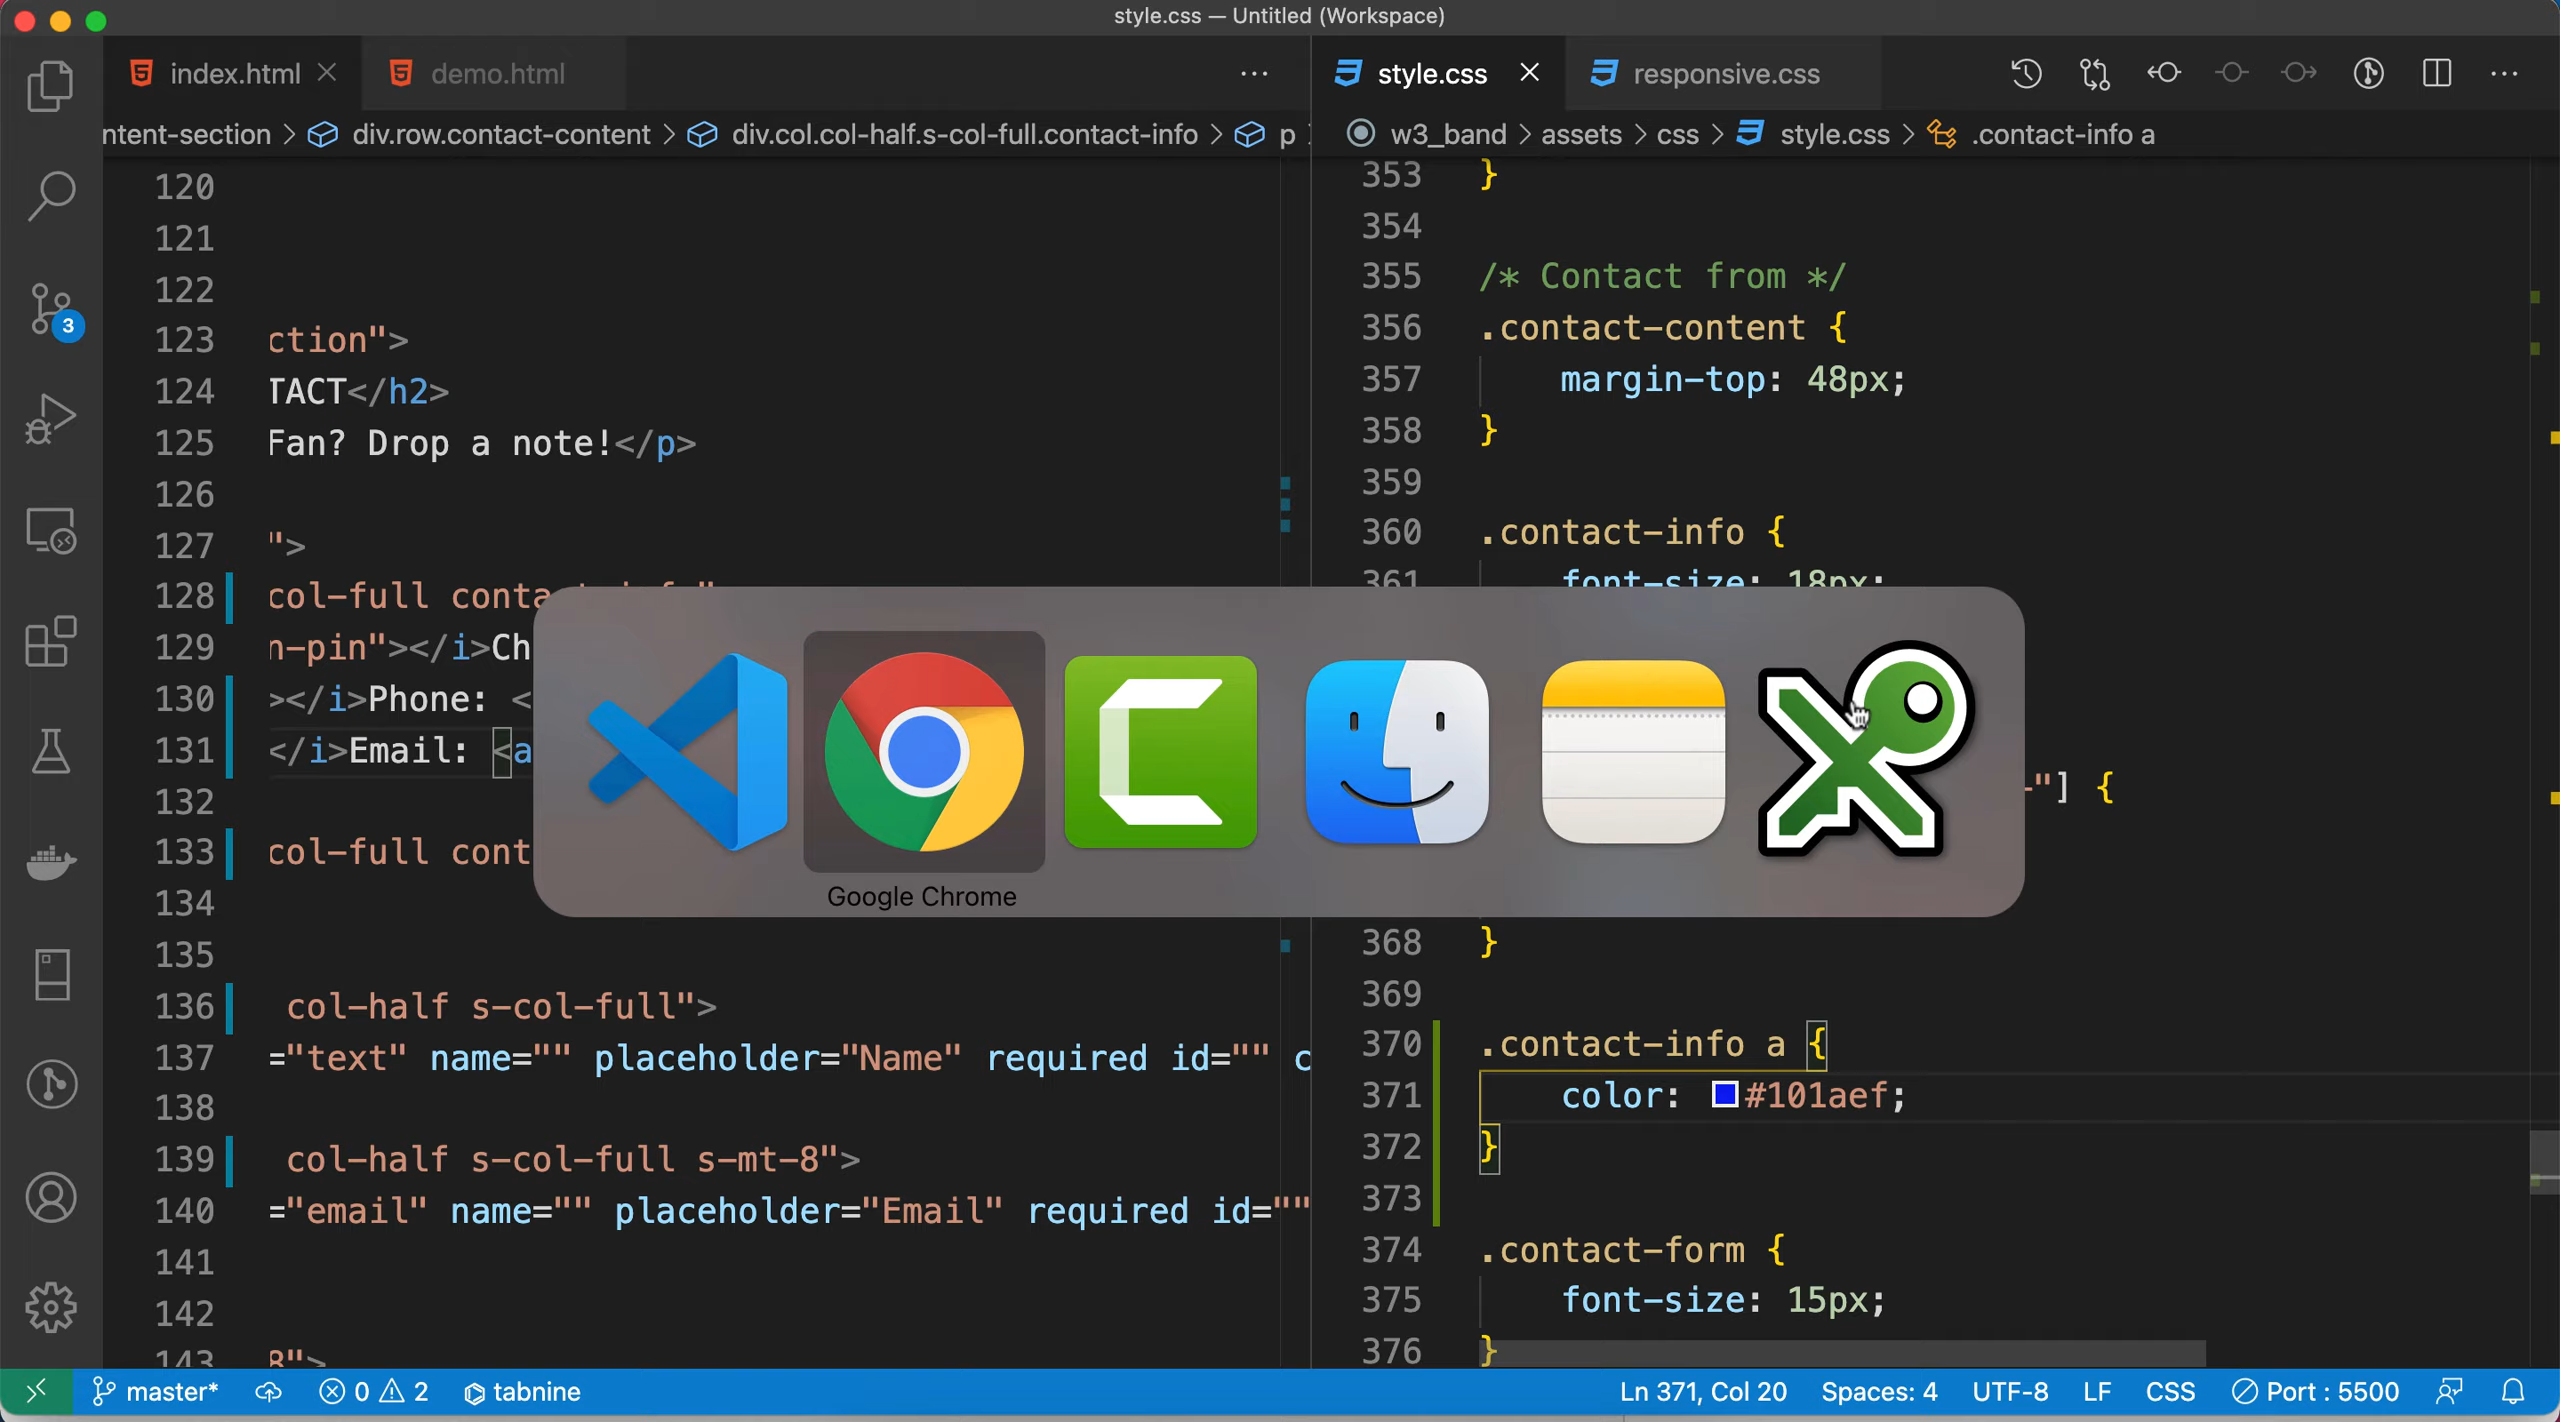 style.css — Untitled (Workspace)
index.html
demo.html
style.css
responsive.css
ntent-section > div.row.contact-content > div.col.col-half.s-col-full.contact-info > p
w3_band > assets > css > style.css > .contact-info a
120
121
122
123 ction">
124 TACT</h2>
125 Fan? Drop a note!</p>
126
127 ">
128 col-full
129 n-pin"></i>Ch
130 ></i>Phone: <
131 </i>Email: <a
132
133 col-full cont
134
135
136 col-half s-col-full">
137 ="text" name="" placeholder="Name" required id="" c
138
139 col-half s-col-full s-mt-8">
140 ="email" name="" placeholder="Email" required id=""
141
142
143 8">
353 }
354
355 /* Contact from */
356 .contact-content {
357 margin-top: 48px;
358 }
359
360 .contact-info {
361 font-size: 18px;
"] {
368 }
369
370 .contact-info a {
371 color: #101aef;
372 }
373
374 .contact-form {
375 font-size: 15px;
376 }
Google Chrome
3
master*
0
2
tabnine
Ln 371, Col 20
Spaces: 4
UTF-8
LF
CSS
Port : 5500